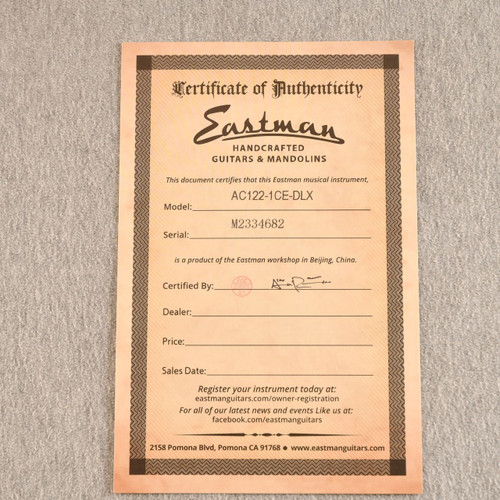 Certificate of Authenticity
Eastman
HANDCRAFTED
GUITARS & MANDOLINS
This document certifies that this Eastman musical instrument,
Model: AC122-1CE-DLX
Serial: M2334682
is a product of the Eastman workshop in Beijing, China.
Certified By:
Dealer:
Price:
Sales Date:
Register your instrument today at:
eastmanguitars.com/owner-registration
For all of our latest news and events Like us at:
facebook.com/eastmanguitars
2158 Pomona Blvd, Pomona CA 91768 ◆ www.eastmanguitars.com